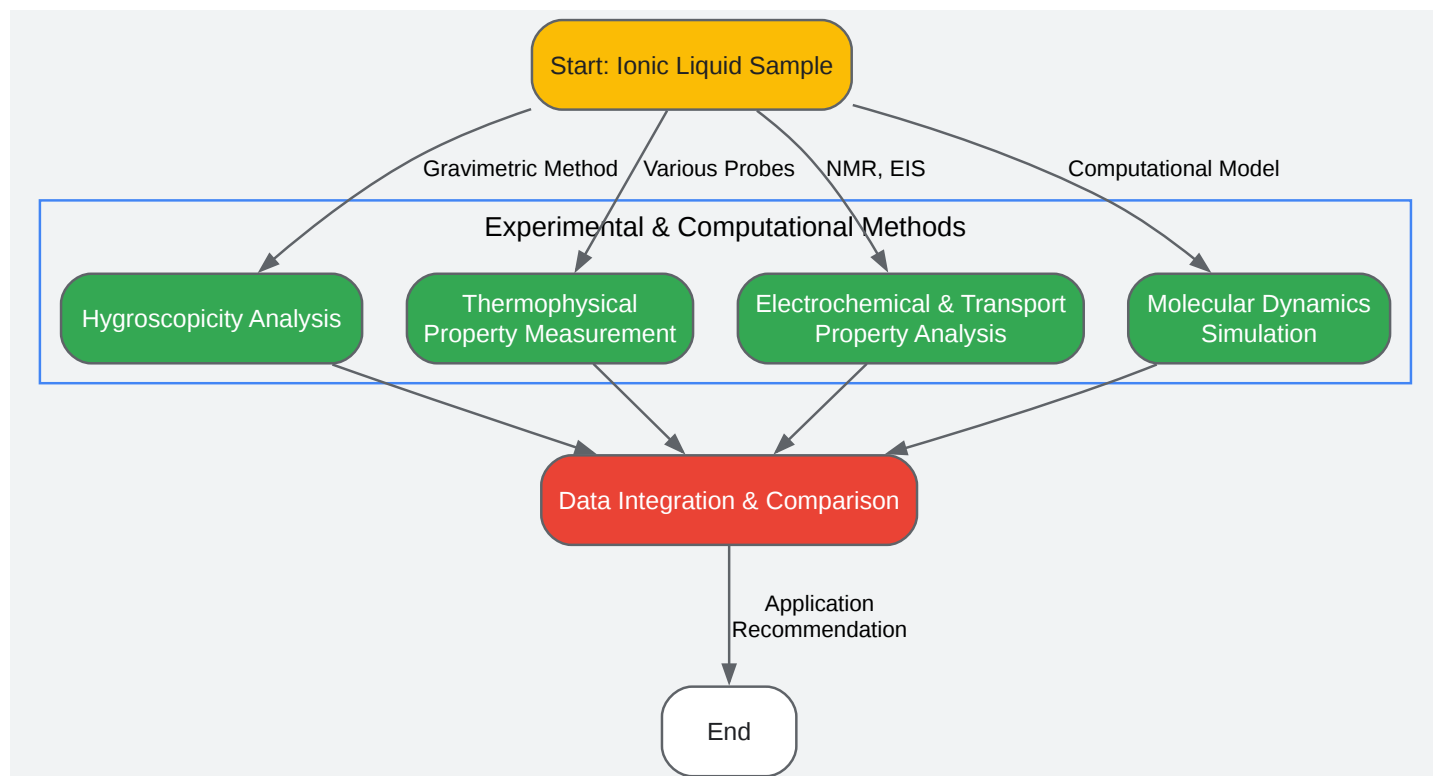 Start: Ionic Liquid Sample
Gravimetric Method
Various Probes
NMR, EIS
Computational Model
Experimental & Computational Methods
Hygroscopicity Analysis
Thermophysical
Property Measurement
Electrochemical & Transport
Property Analysis
Molecular Dynamics
Simulation
Data Integration & Comparison
Application
Recommendation
End